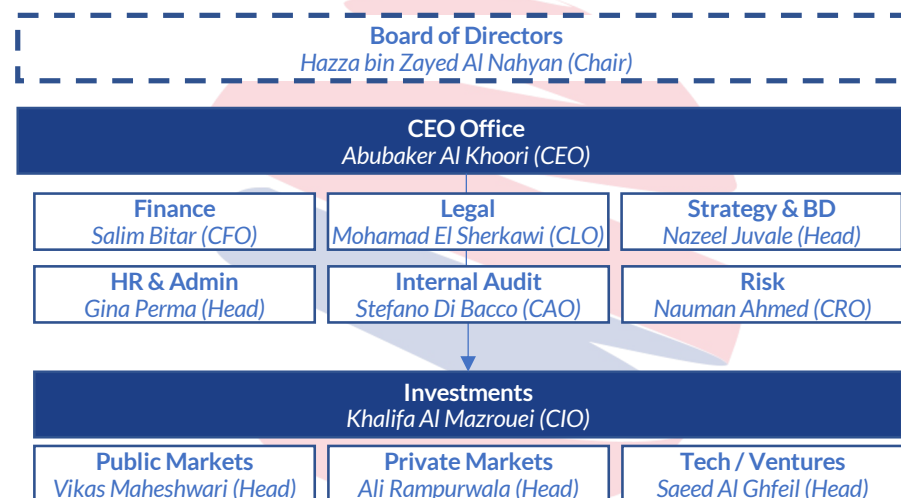 Board of Directors
Hazza bin Zayed Al Nahyan (Chair)
CEO Office
Abubaker Al Khoori (CEO)
Finance
Salim Bitar (CFO)
Legal
Mohamad El Sherkawi (CLO)
Strategy & BD
Nazeel Juvale (Head)
HR & Admin
Gina Perma (Head)
Internal Audit
Stefano Di Bacco (CAO)
Risk
Nauman Ahmed (CRO)
Investments
Khalifa Al Mazrouei (CIO)
Public Markets
Vikas Maheshwari (Head)
Private Markets
Ali Rampurwala (Head)
Tech / Ventures
Saeed Al Ghfeil (Head)